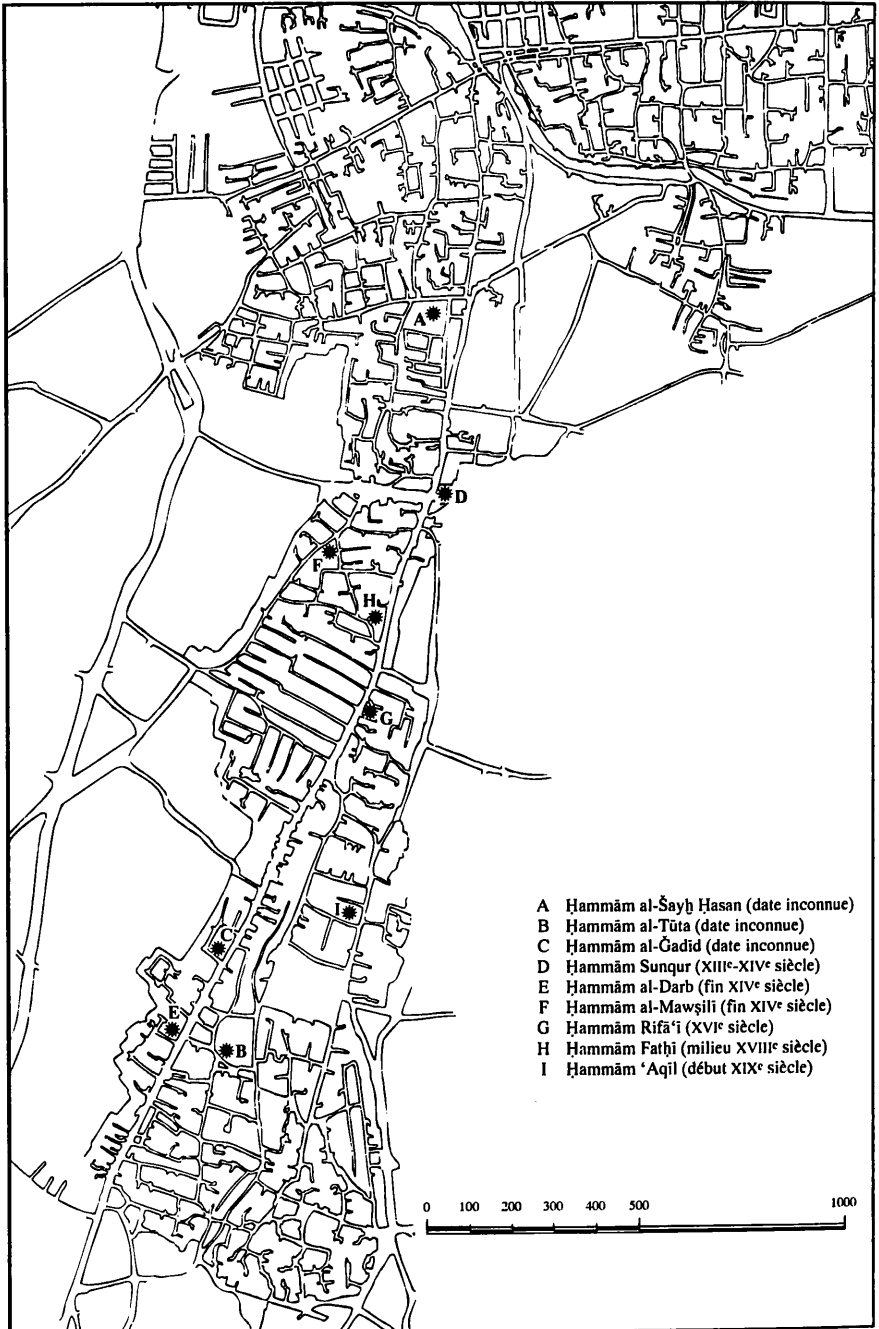 A
D
F
H
G
I
C
E
B
A Ḥammām al-Šayḫ Ḥasan (date inconnue)
B Ḥammām al-Tūta (date inconnue)
C Ḥammām al-Ǧadīd (date inconnue)
D Ḥammām Sunqur (XIIIᵉ-XIVᵉ siècle)
E Ḥammām al-Darb (fin XIVᵉ siècle)
F Ḥammām al-Mawṣilī (fin XIVᵉ siècle)
G Ḥammām Rifā‘ī (XVIᵉ siècle)
H Ḥammām Fatḥī (milieu XVIIIᵉ siècle)
I Ḥammām ‘Aqīl (début XIXᵉ siècle)
0 100 200 300 400 500 1000